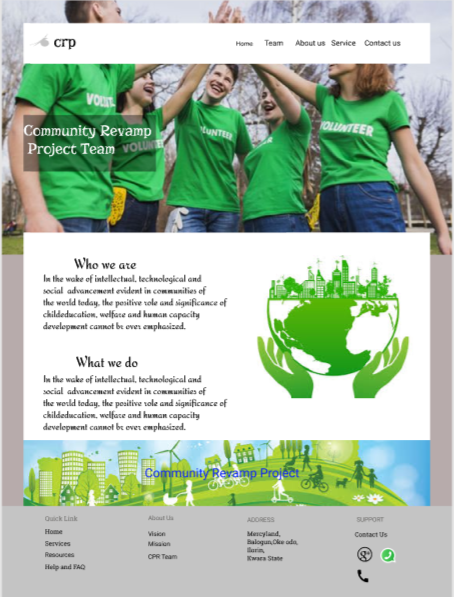 crp
Home Team About us Service Contact us
VOLUNT
VOLUNTEER
VOLUNTEER
VOLUNTEER
Community Revamp
Project Team
Who we are
In the wake of intellectual, technological and
social advancement evident in communities of
the world today, the positive role and significance of
childeducation, welfare and human capacity
development cannot be over emphasized.
What we do
In the wake of intellectual, technological and
social advancement evident in communities of
the world today, the positive role and significance of
childeducation, welfare and human capacity
development cannot be over emphasized.
Community Revamp Project
Quick Link
Home
Services
Resources
Help and FAQ
About Us
Vision
Mission
CPR Team
ADDRESS
Mercyland,
Balogun,Oke odo,
Ilorin,
Kwara State
SUPPORT
Contact Us